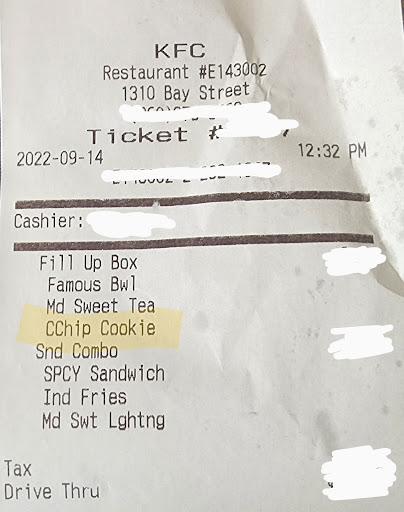 KFC
Restaurant #E143002
1310 Bay Street
Ticket #
2022-09-14 12:32 PM
Cashier:
Fill Up Box
Famous Bwl
Md Sweet Tea
CChip Cookie
Snd Combo
SPCY Sandwich
Ind Fries
Md Swt Lghtng
Tax
Drive Thru